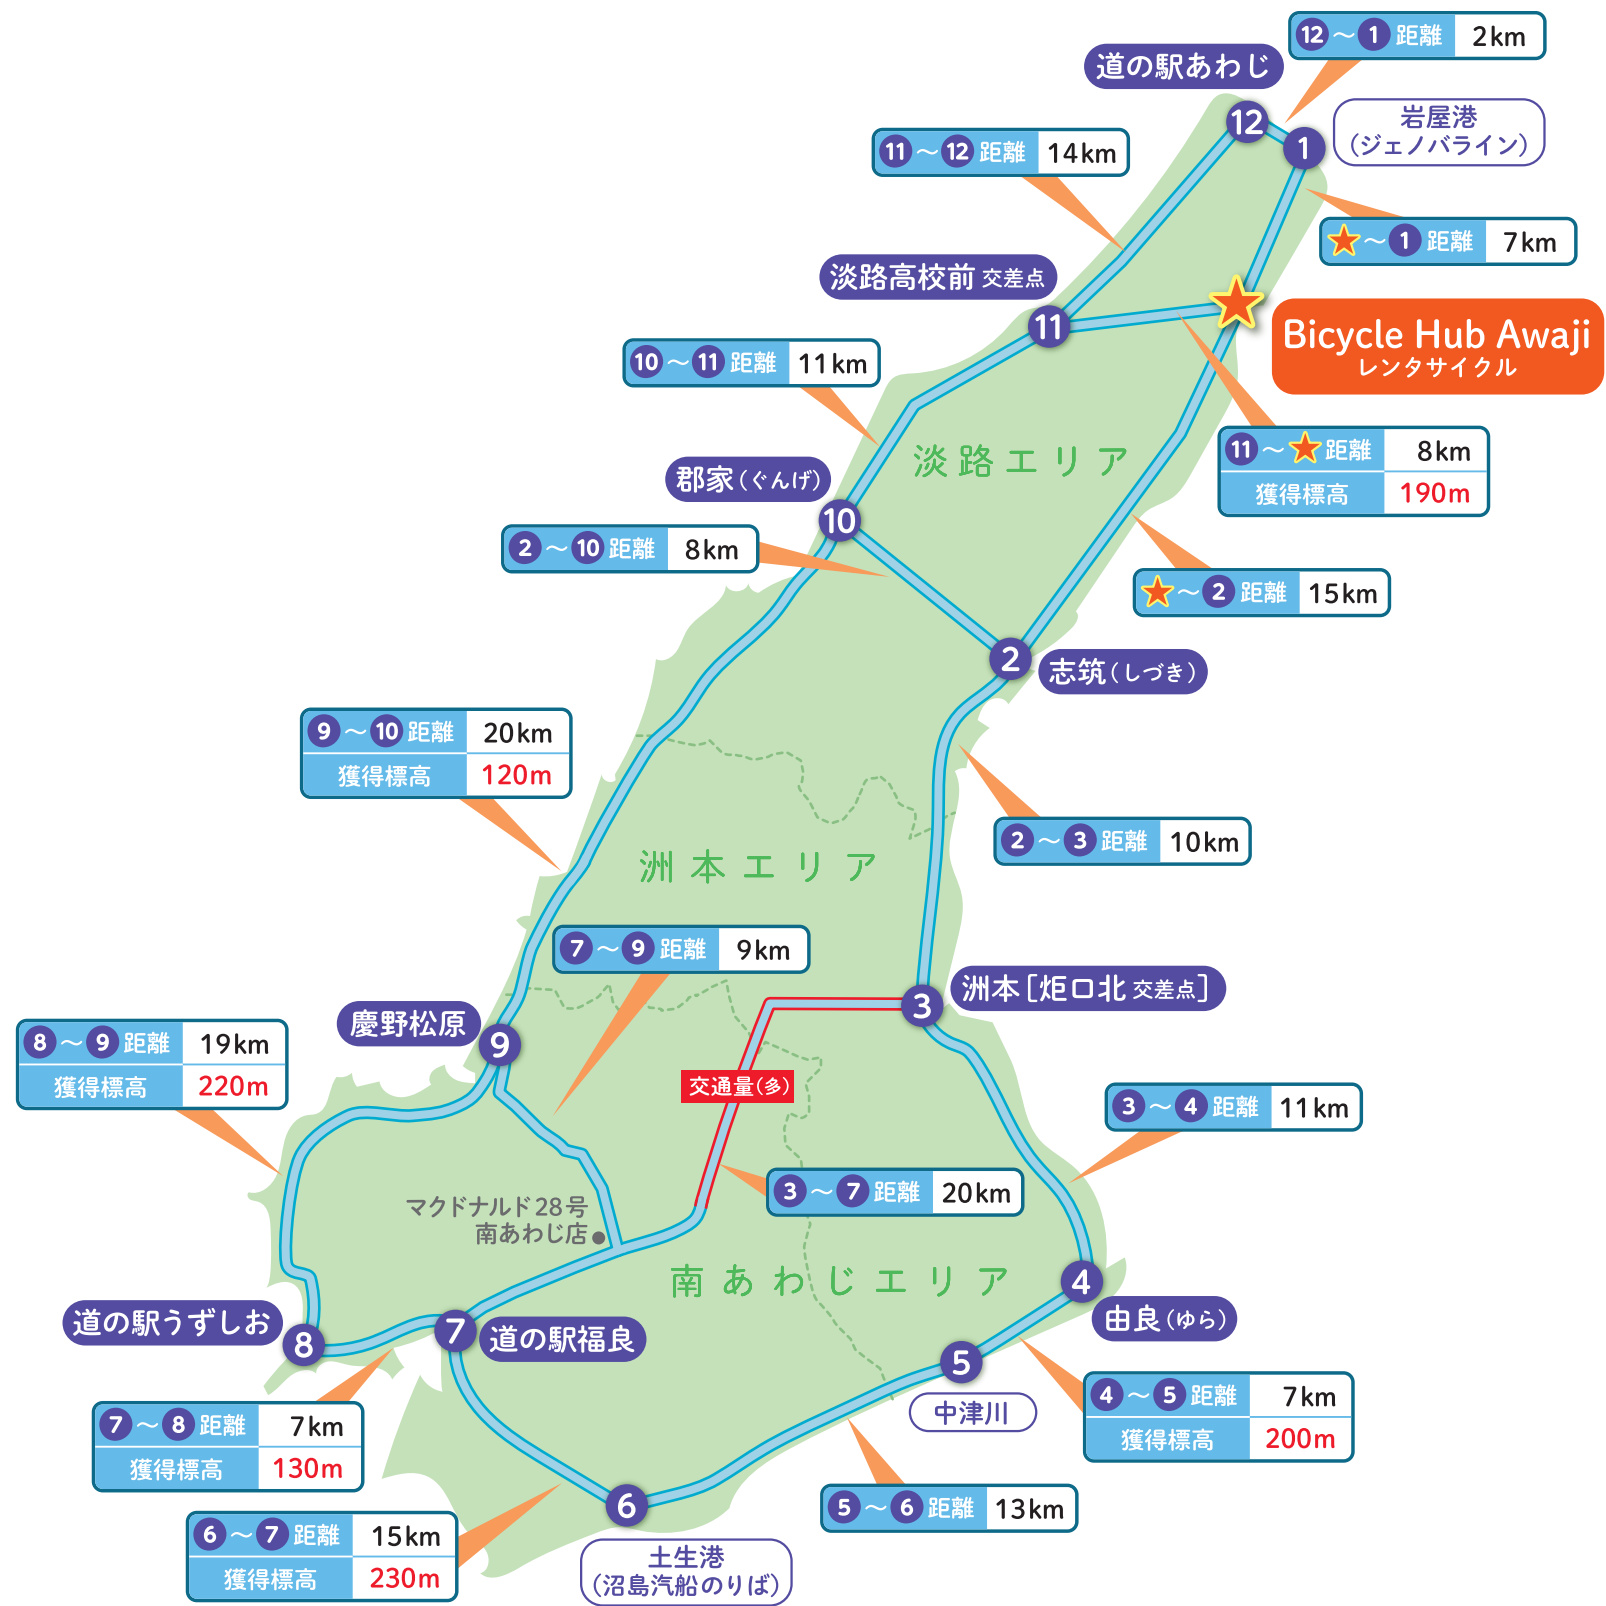 12～1 距離 2km
道の駅あわじ
12
1
岩屋港
(ジェノバライン)
11～12 距離 14km
★～1 距離 7km
淡路高校前 交差点
11
Bicycle Hub Awaji
レンタサイクル
10～11 距離 11km
11～★ 距離 8km
獲得標高 190m
淡路エリア
郡家(ぐんげ)
10
2～10 距離 8km
★～2 距離 15km
2
志筑(しづき)
9～10 距離 20km
獲得標高 120m
2～3 距離 10km
洲本エリア
7～9 距離 9km
3
洲本[炬口北 交差点]
慶野松原
9
8～9 距離 19km
獲得標高 220m
交通量(多)
3～4 距離 11km
3～7 距離 20km
マクドナルド28号
南あわじ店
南あわじエリア
4
由良(ゆら)
道の駅うずしお
8
7
道の駅福良
5
中津川
4～5 距離 7km
獲得標高 200m
7～8 距離 7km
獲得標高 130m
5～6 距離 13km
6
6～7 距離 15km
獲得標高 230m
土生港
(沼島汽船のりば)